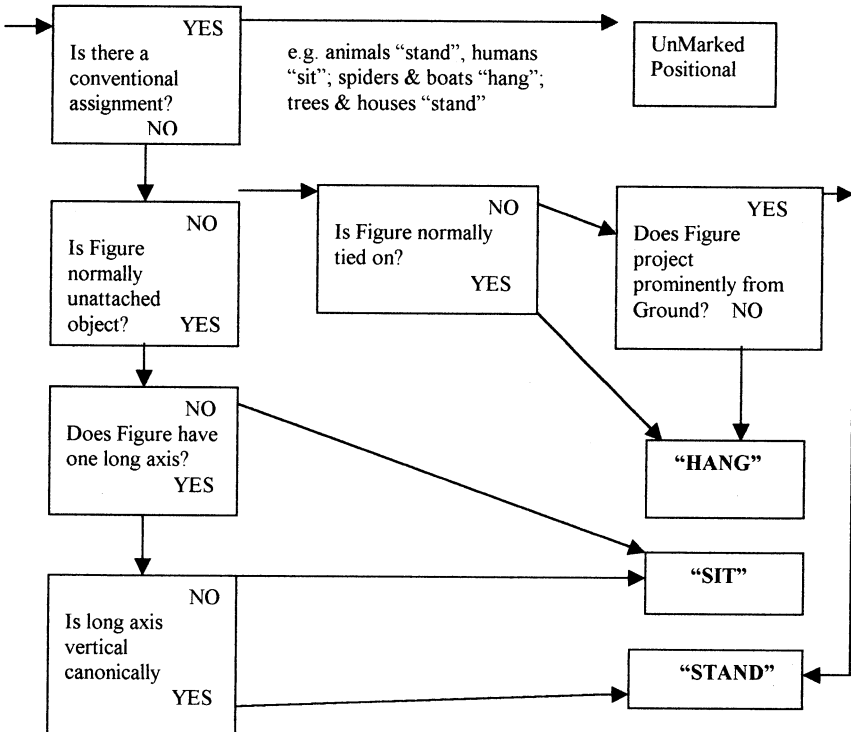 YES
Is there a
conventional
assignment?
NO
e.g. animals “stand”, humans
“sit”; spiders & boats “hang”;
trees & houses “stand”
UnMarked
Positional
NO
Is Figure
normally
unattached
object? YES
NO
Is Figure normally
tied on?
YES
YES
Does Figure
project
prominently from
Ground? NO
NO
Does Figure have
one long axis?
YES
“HANG”
NO
Is long axis
vertical
canonically
YES
“SIT”
“STAND”